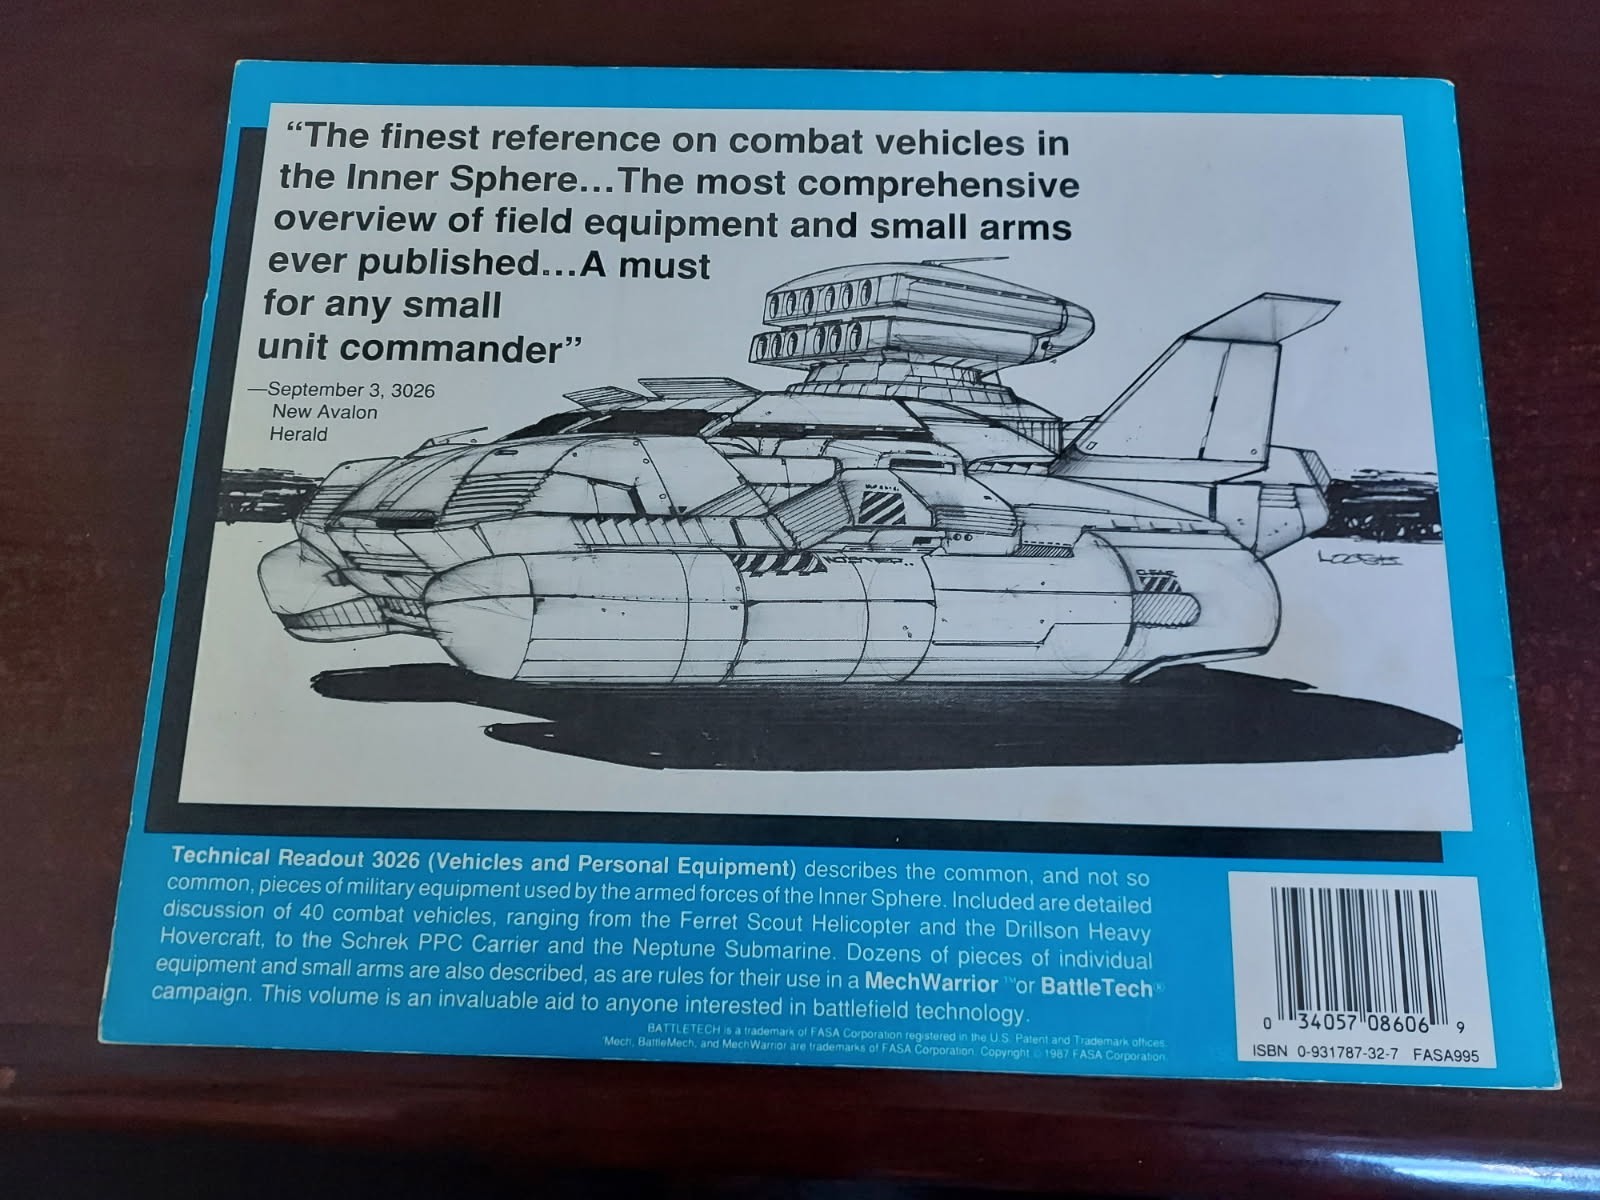 “The finest reference on combat vehicles in
the Inner Sphere...The most comprehensive
overview of field equipment and small arms
ever published...A must
for any small
unit commander”
—September 3, 3026
New Avalon
Herald
LOOSE
NO STEP..
Technical Readout 3026 (Vehicles and Personal Equipment) describes the common, and not so
common, pieces of military equipment used by the armed forces of the Inner Sphere. Included are detailed
discussion of 40 combat vehicles, ranging from the Ferret Scout Helicopter and the Drillson Heavy
Hovercraft, to the Schrek PPC Carrier and the Neptune Submarine. Dozens of pieces of individual
equipment and small arms are also described, as are rules for their use in a MechWarrior ™or BattleTech®
campaign. This volume is an invaluable aid to anyone interested in battlefield technology.
BATTLETECH is a trademark of FASA Corporation registered in the U.S. Patent and Trademark offices.
'Mech, BattleMech, and MechWarrior are trademarks of FASA Corporation. Copyright © 1987 FASA Corporation.
0 34057 08606 9
ISBN 0-931787-32-7 FASA995